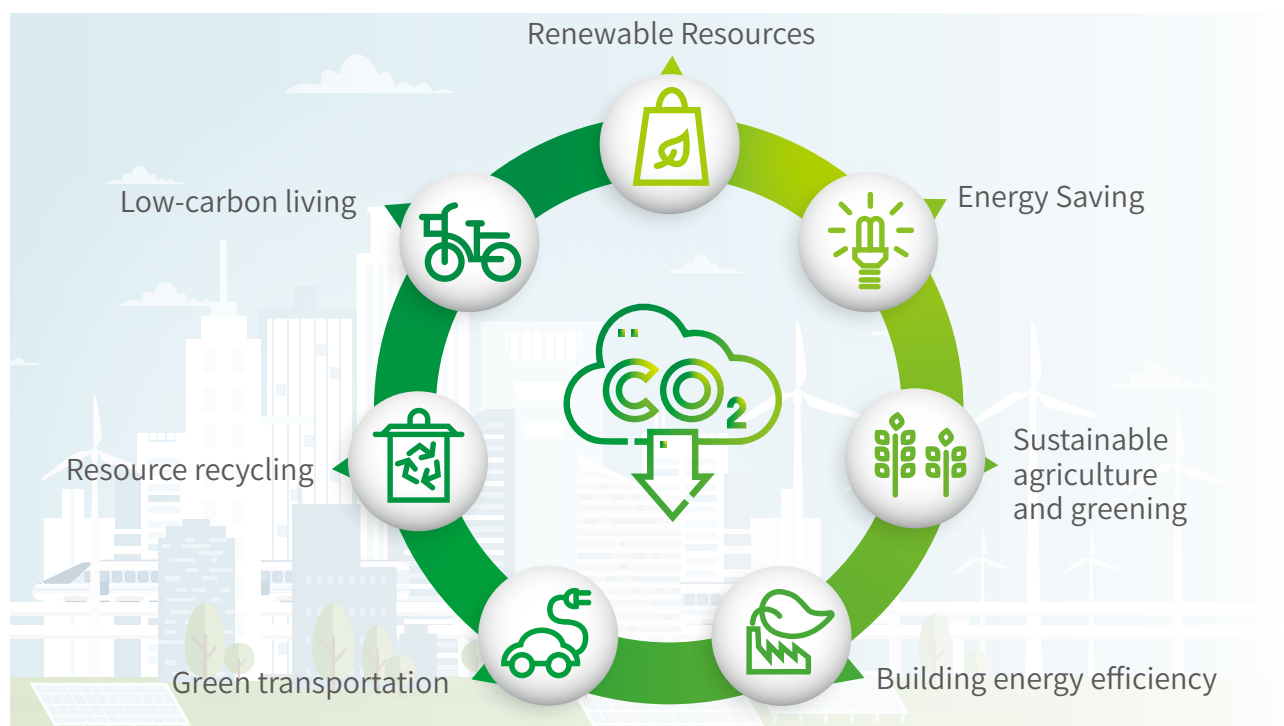 Renewable Resources
Low-carbon living
Energy Saving
CO₂
Sustainable
agriculture
and greening
Resource recycling
Green transportation
Building energy efficiency